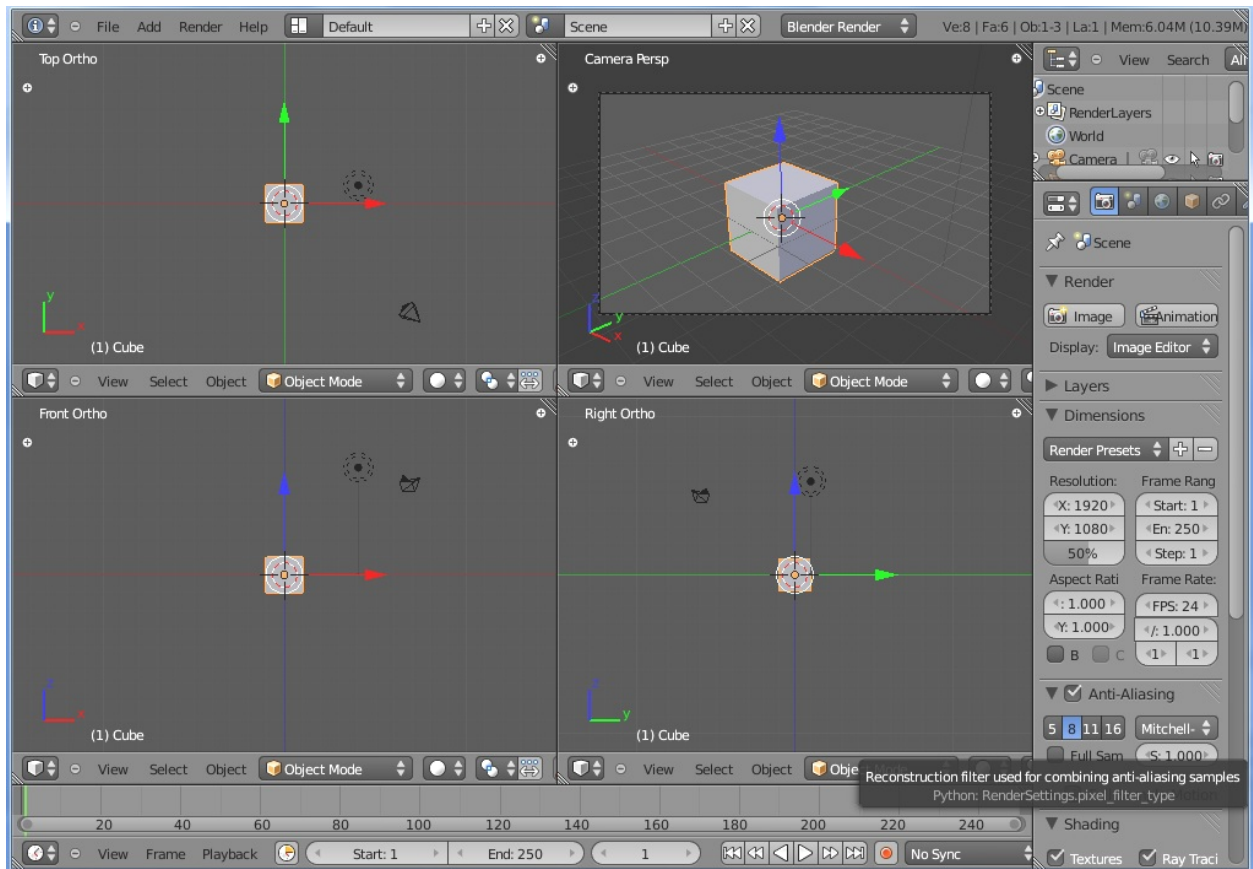 File Add Render Help Default Scene Blender Render Ve:8 | Fa:6 | Ob:1-3 | La:1 | Mem:6.04M (10.39M)
Top Ortho
y
x
(1) Cube
View Select Object Object Mode
Camera Persp
z
y
x
(1) Cube
View Select Object Object Mode
Front Ortho
z
x
(1) Cube
View Select Object Object Mode
Right Ortho
z
y
(1) Cube
View Select Object Obje
View Search All
Scene
RenderLayers
World
Camera |
Scene
Render
Image Animation
Display: Image Editor
Layers
Dimensions
Render Presets
Resolution: Frame Rang
X: 1920 Start: 1
Y: 1080 En: 250
50% Step: 1
Aspect Rati Frame Rate:
: 1.000 FPS: 24
Y: 1.000 /: 1.000
B C 1 1
Anti-Aliasing
5 8 11 16 Mitchell-
Full Sam S: 1.000
Reconstruction filter used for combining anti-aliasing samples
Python: RenderSettings.pixel_filter_type
Shading
Textures Ray Traci
20 40 60 80 100 120 140 160 180 200 220 240
View Frame Playback Start: 1 End: 250 1 No Sync